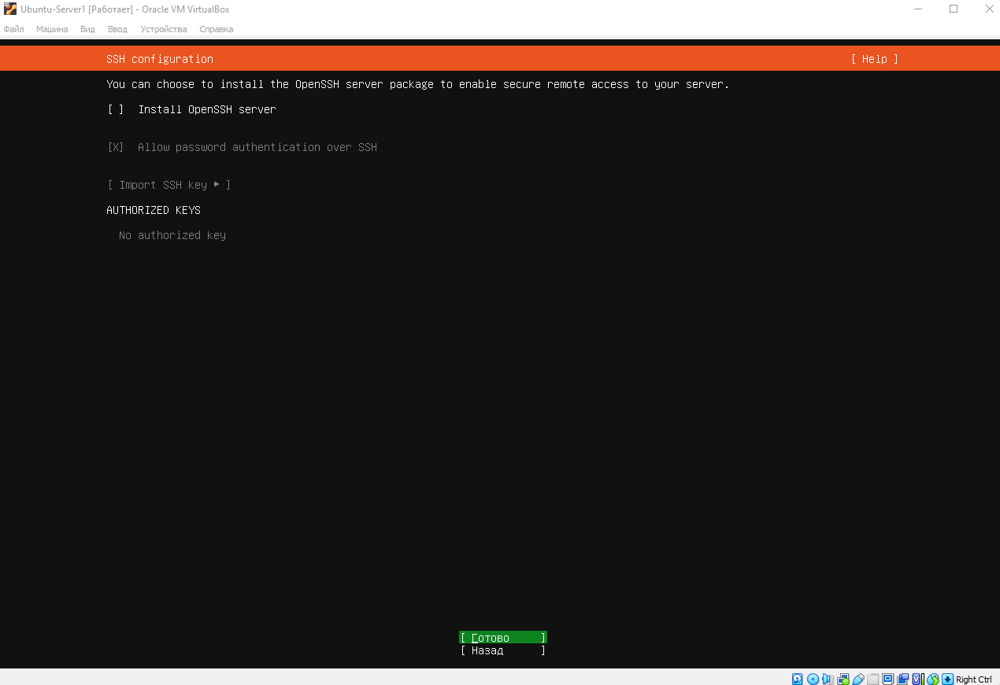 Ubuntu-Server1 [Работает] - Oracle VM VirtualBox
Файл Машина Вид Ввод Устройства Справка
SSH configuration [ Help ]
You can choose to install the OpenSSH server package to enable secure remote access to your server.
[ ] Install OpenSSH server
[X] Allow password authentication over SSH
[ Import SSH key ▸ ]
AUTHORIZED KEYS
No authorized key
[ Готово ]
[ Назад ]
Right Ctrl